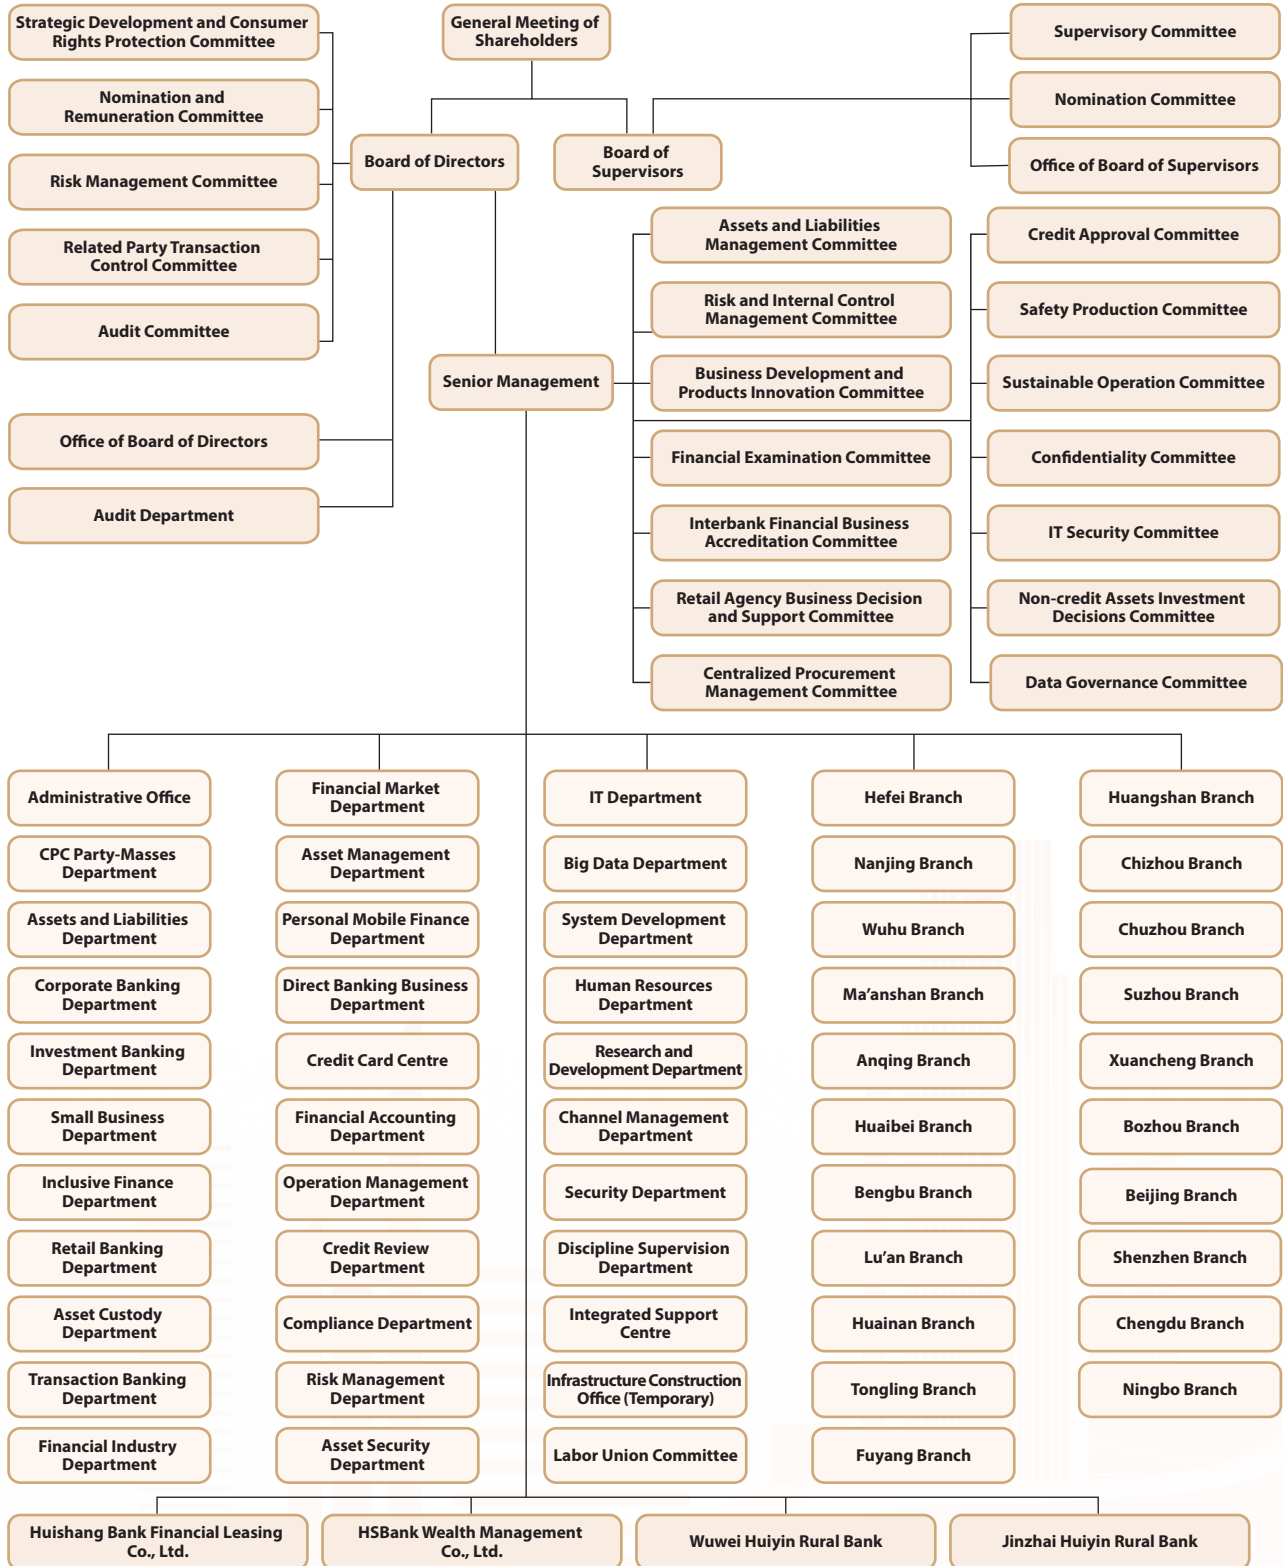 Strategic Development and Consumer
Rights Protection Committee
General Meeting of
Shareholders
Supervisory Committee
Nomination and
Remuneration Committee
Nomination Committee
Board of Directors
Board of
Supervisors
Office of Board of Supervisors
Risk Management Committee
Related Party Transaction
Control Committee
Audit Committee
Office of Board of Directors
Audit Department
Senior Management
Assets and Liabilities
Management Committee
Risk and Internal Control
Management Committee
Business Development and
Products Innovation Committee
Financial Examination Committee
Interbank Financial Business
Accreditation Committee
Retail Agency Business Decision
and Support Committee
Centralized Procurement
Management Committee
Credit Approval Committee
Safety Production Committee
Sustainable Operation Committee
Confidentiality Committee
IT Security Committee
Non-credit Assets Investment
Decisions Committee
Data Governance Committee
Administrative Office
CPC Party-Masses
Department
Assets and Liabilities
Department
Corporate Banking
Department
Investment Banking
Department
Small Business
Department
Inclusive Finance
Department
Retail Banking
Department
Asset Custody
Department
Transaction Banking
Department
Financial Industry
Department
Financial Market
Department
Asset Management
Department
Personal Mobile Finance
Department
Direct Banking Business
Department
Credit Card Centre
Financial Accounting
Department
Operation Management
Department
Credit Review
Department
Compliance Department
Risk Management
Department
Asset Security
Department
IT Department
Big Data Department
System Development
Department
Human Resources
Department
Research and
Development Department
Channel Management
Department
Security Department
Discipline Supervision
Department
Integrated Support
Centre
Infrastructure Construction
Office (Temporary)
Labor Union Committee
Hefei Branch
Nanjing Branch
Wuhu Branch
Ma'anshan Branch
Anqing Branch
Huaibei Branch
Bengbu Branch
Lu'an Branch
Huainan Branch
Tongling Branch
Fuyang Branch
Huangshan Branch
Chizhou Branch
Chuzhou Branch
Suzhou Branch
Xuancheng Branch
Bozhou Branch
Beijing Branch
Shenzhen Branch
Chengdu Branch
Ningbo Branch
Huishang Bank Financial Leasing
Co., Ltd.
HSBank Wealth Management
Co., Ltd.
Wuwei Huiyin Rural Bank
Jinzhai Huiyin Rural Bank